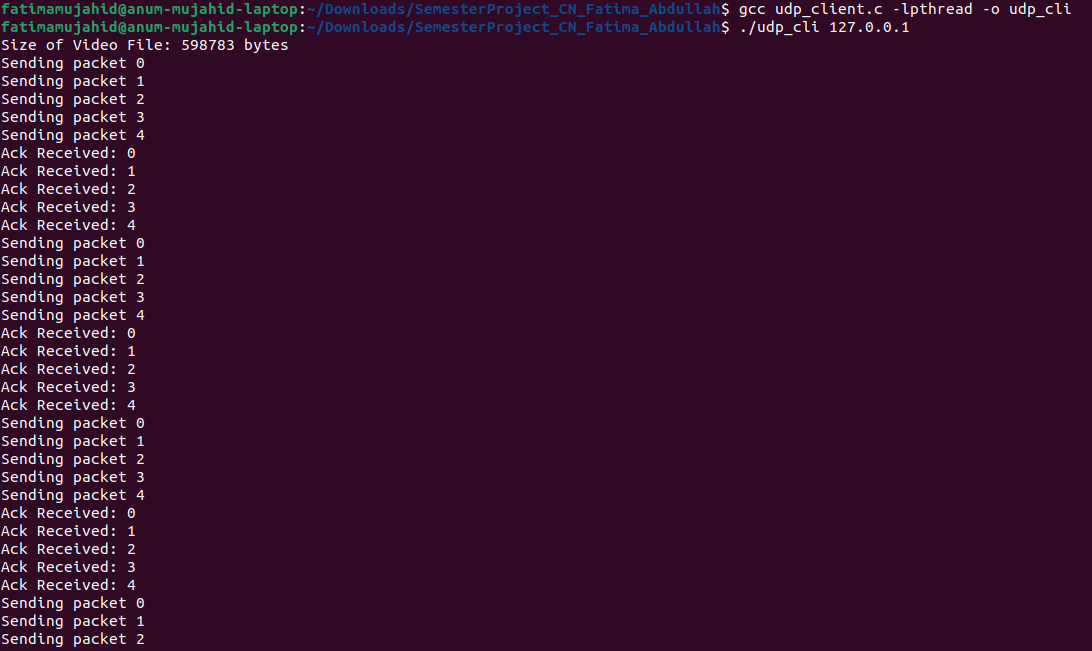 fatimamujahid@anum-mujahid-laptop:~/Downloads/SemesterProject_CN_Fatima_Abdullah$ gcc udp_client.c -lpthread -o udp_cli
fatimamujahid@anum-mujahid-laptop:~/Downloads/SemesterProject_CN_Fatima_Abdullah$ ./udp_cli 127.0.0.1
Size of Video File: 598783 bytes
Sending packet 0
Sending packet 1
Sending packet 2
Sending packet 3
Sending packet 4
Ack Received: 0
Ack Received: 1
Ack Received: 2
Ack Received: 3
Ack Received: 4
Sending packet 0
Sending packet 1
Sending packet 2
Sending packet 3
Sending packet 4
Ack Received: 0
Ack Received: 1
Ack Received: 2
Ack Received: 3
Ack Received: 4
Sending packet 0
Sending packet 1
Sending packet 2
Sending packet 3
Sending packet 4
Ack Received: 0
Ack Received: 1
Ack Received: 2
Ack Received: 3
Ack Received: 4
Sending packet 0
Sending packet 1
Sending packet 2